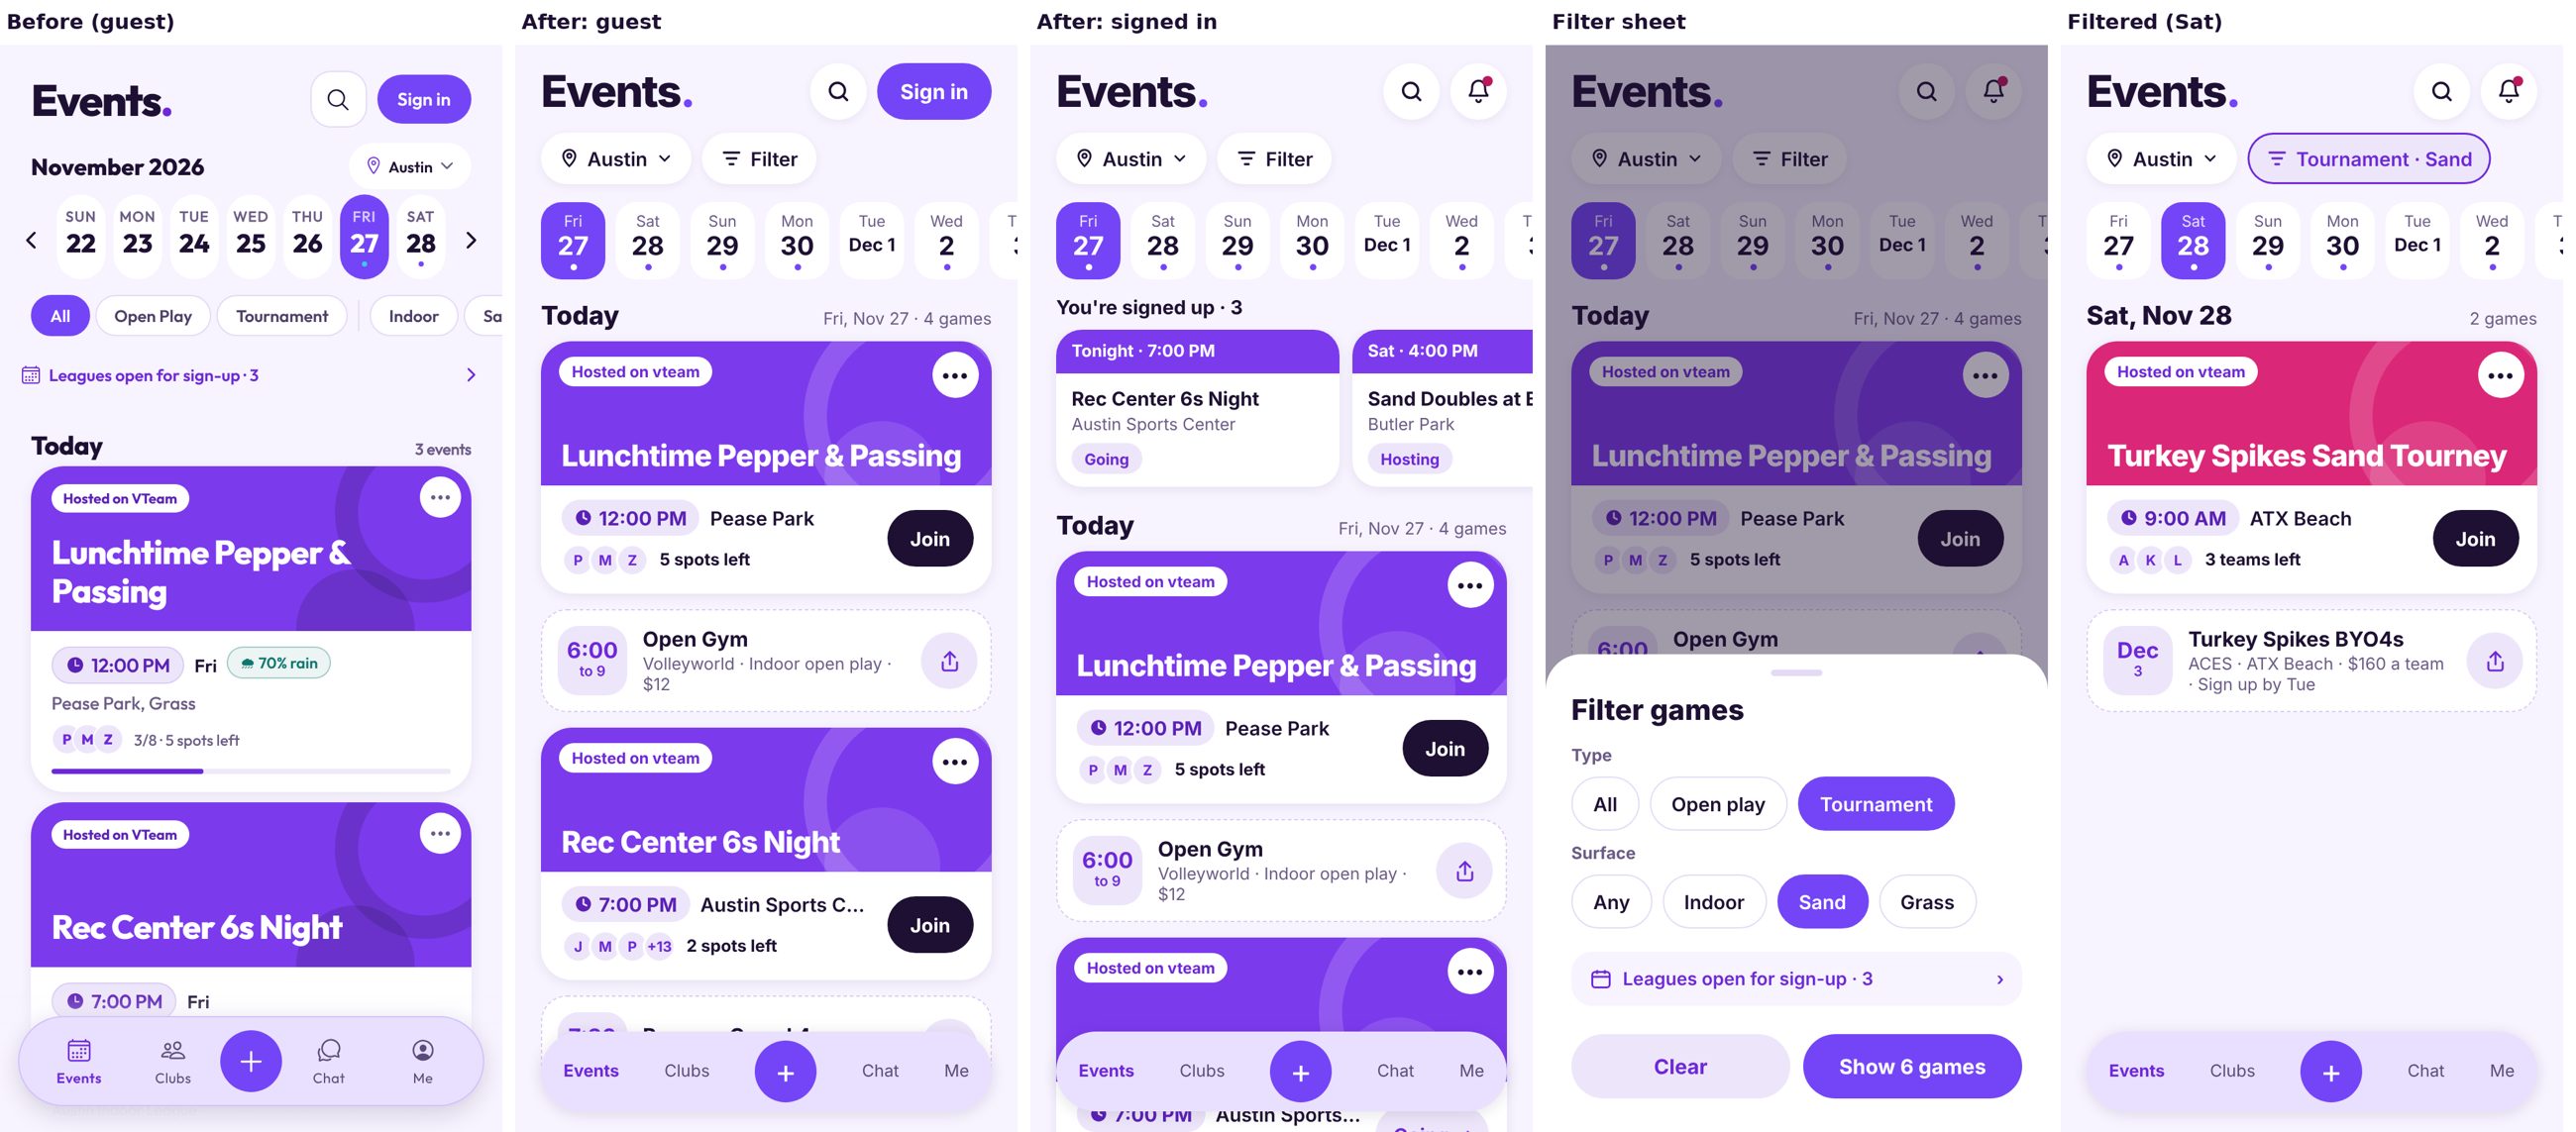 Before (guest)
Events.
Sign in
November 2026
Austin
SUN MON TUE WED THU FRI SAT
22 23 24 25 26 27 28
All Open Play Tournament Indoor Sa
Leagues open for sign-up · 3
Today
3 events
Hosted on VTeam
Lunchtime Pepper &
Passing
12:00 PM Fri 70% rain
Pease Park, Grass
P M Z 3/8 · 5 spots left
Hosted on VTeam
Rec Center 6s Night
7:00 PM Fri
Events Clubs + Chat Me
After: guest
Events.
Sign in
Austin Filter
Fri Sat Sun Mon Tue Wed T
27 28 29 30 Dec 1 2
Today
Fri, Nov 27 · 4 games
Hosted on vteam
Lunchtime Pepper & Passing
12:00 PM Pease Park
Join
P M Z 5 spots left
6:00
to 9
Open Gym
Volleyworld · Indoor open play ·
$12
Hosted on vteam
Rec Center 6s Night
7:00 PM Austin Sports C...
Join
J M P +13 2 spots left
Events Clubs + Chat Me
After: signed in
Events.
Austin Filter
Fri Sat Sun Mon Tue Wed T
27 28 29 30 Dec 1 2
You're signed up · 3
Tonight · 7:00 PM
Rec Center 6s Night
Austin Sports Center
Going
Sat · 4:00 PM
Sand Doubles at
Butler Park
Hosting
Today
Fri, Nov 27 · 4 games
Hosted on vteam
Lunchtime Pepper & Passing
12:00 PM Pease Park
Join
P M Z 5 spots left
6:00
to 9
Open Gym
Volleyworld · Indoor open play ·
$12
Hosted on vteam
Events Clubs + Chat Me
7:00 PM Austin Sports...
Filter sheet
Events.
Austin Filter
Fri Sat Sun Mon Tue Wed T
27 28 29 30 Dec 1 2
Today
Fri, Nov 27 · 4 games
Hosted on vteam
Lunchtime Pepper & Passing
12:00 PM Pease Park
Join
P M Z 5 spots left
6:00
to 9
Open Gym
Filter games
Type
All Open play Tournament
Surface
Any Indoor Sand Grass
Leagues open for sign-up · 3
Clear Show 6 games
Filtered (Sat)
Events.
Austin Tournament · Sand
Fri Sat Sun Mon Tue Wed T
27 28 29 30 Dec 1 2
Sat, Nov 28
2 games
Hosted on vteam
Turkey Spikes Sand Tourney
9:00 AM ATX Beach
Join
A K L 3 teams left
Dec
3
Turkey Spikes BYO4s
ACES · ATX Beach · $160 a team
· Sign up by Tue
Events Clubs + Chat Me